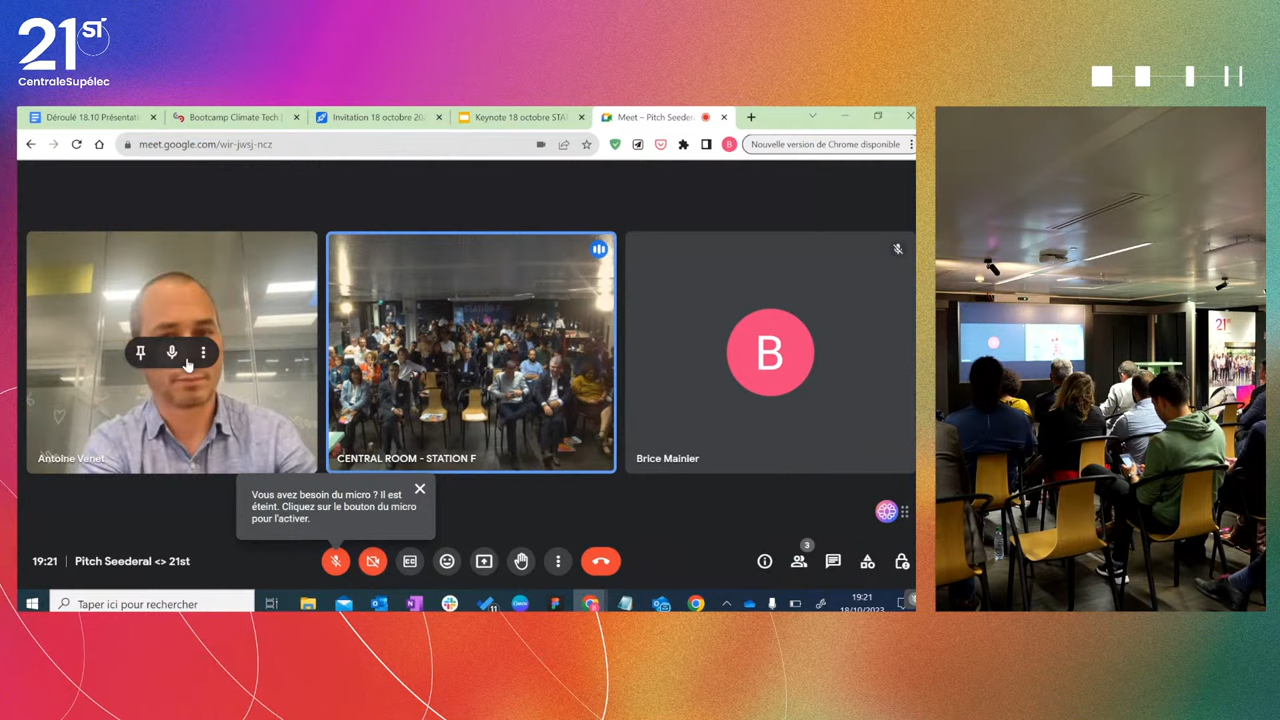 21st
CentraleSupélec
Déroulé 18.10 Présentat
Bootcamp Climate Tech |
Invitation 18 octobre 202
Keynote 18 octobre STA
Meet – Pitch Seeder
meet.google.com/wir-jwsj-ncz
B
Nouvelle version de Chrome disponible
B
Antoine Venet
CENTRAL ROOM - STATION F
Brice Mainier
Vous avez besoin du micro ? Il est
éteint. Cliquez sur le bouton du micro
pour l'activer.
19:21 | Pitch Seederal <> 21st
3
Taper ici pour rechercher
11
19:21
18/10/2023
21st